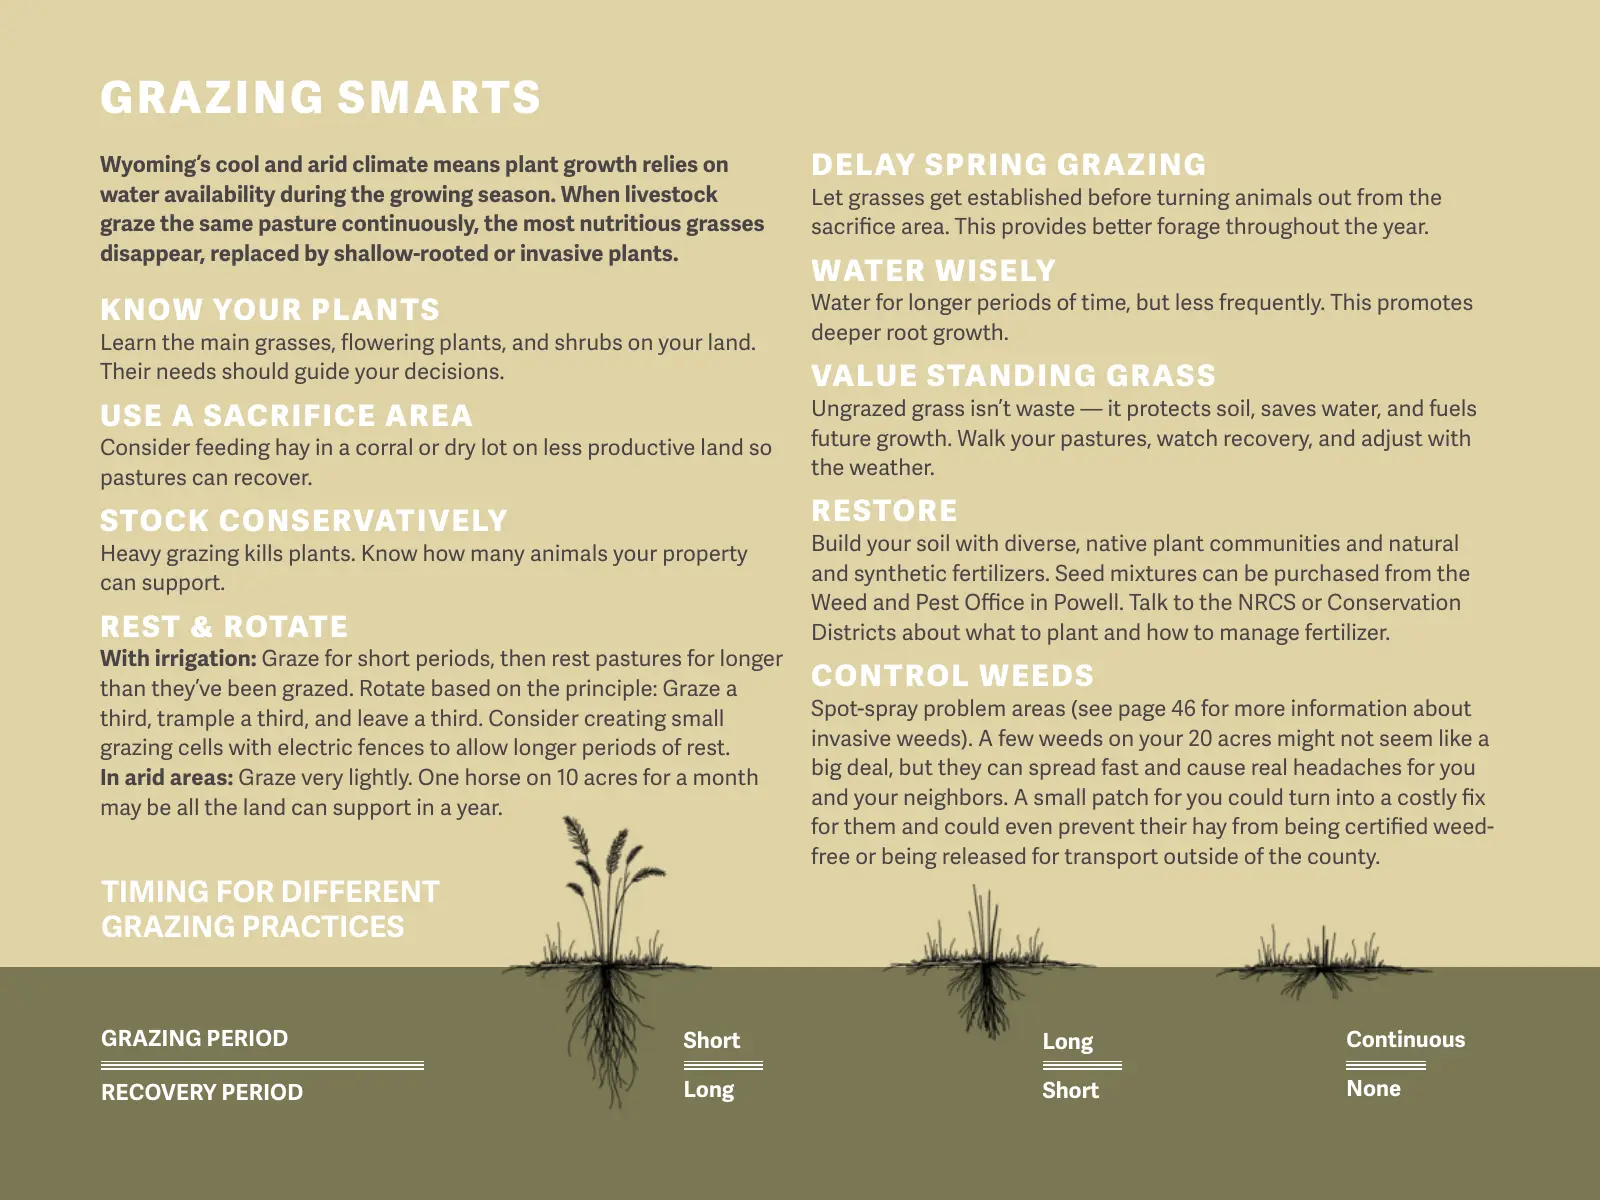 GRAZING SMARTS
Wyoming’s cool and arid climate means plant growth relies on
water availability during the growing season. When livestock
graze the same pasture continuously, the most nutritious grasses
disappear, replaced by shallow-rooted or invasive plants.
KNOW YOUR PLANTS
Learn the main grasses, flowering plants, and shrubs on your land.
Their needs should guide your decisions.
USE A SACRIFICE AREA
Consider feeding hay in a corral or dry lot on less productive land so
pastures can recover.
STOCK CONSERVATIVELY
Heavy grazing kills plants. Know how many animals your property
can support.
REST & ROTATE
With irrigation: Graze for short periods, then rest pastures for longer
than they’ve been grazed. Rotate based on the principle: Graze a
third, trample a third, and leave a third. Consider creating small
grazing cells with electric fences to allow longer periods of rest.
In arid areas: Graze very lightly. One horse on 10 acres for a month
may be all the land can support in a year.
DELAY SPRING GRAZING
Let grasses get established before turning animals out from the
sacrifice area. This provides better forage throughout the year.
WATER WISELY
Water for longer periods of time, but less frequently. This promotes
deeper root growth.
VALUE STANDING GRASS
Ungrazed grass isn’t waste — it protects soil, saves water, and fuels
future growth. Walk your pastures, watch recovery, and adjust with
the weather.
RESTORE
Build your soil with diverse, native plant communities and natural
and synthetic fertilizers. Seed mixtures can be purchased from the
Weed and Pest Office in Powell. Talk to the NRCS or Conservation
Districts about what to plant and how to manage fertilizer.
CONTROL WEEDS
Spot-spray problem areas (see page 46 for more information about
invasive weeds). A few weeds on your 20 acres might not seem like a
big deal, but they can spread fast and cause real headaches for you
and your neighbors. A small patch for you could turn into a costly fix
for them and could even prevent their hay from being certified weed-
free or being released for transport outside of the county.
TIMING FOR DIFFERENT
GRAZING PRACTICES
GRAZING PERIOD
RECOVERY PERIOD
Short
Long
Long
Short
Continuous
None